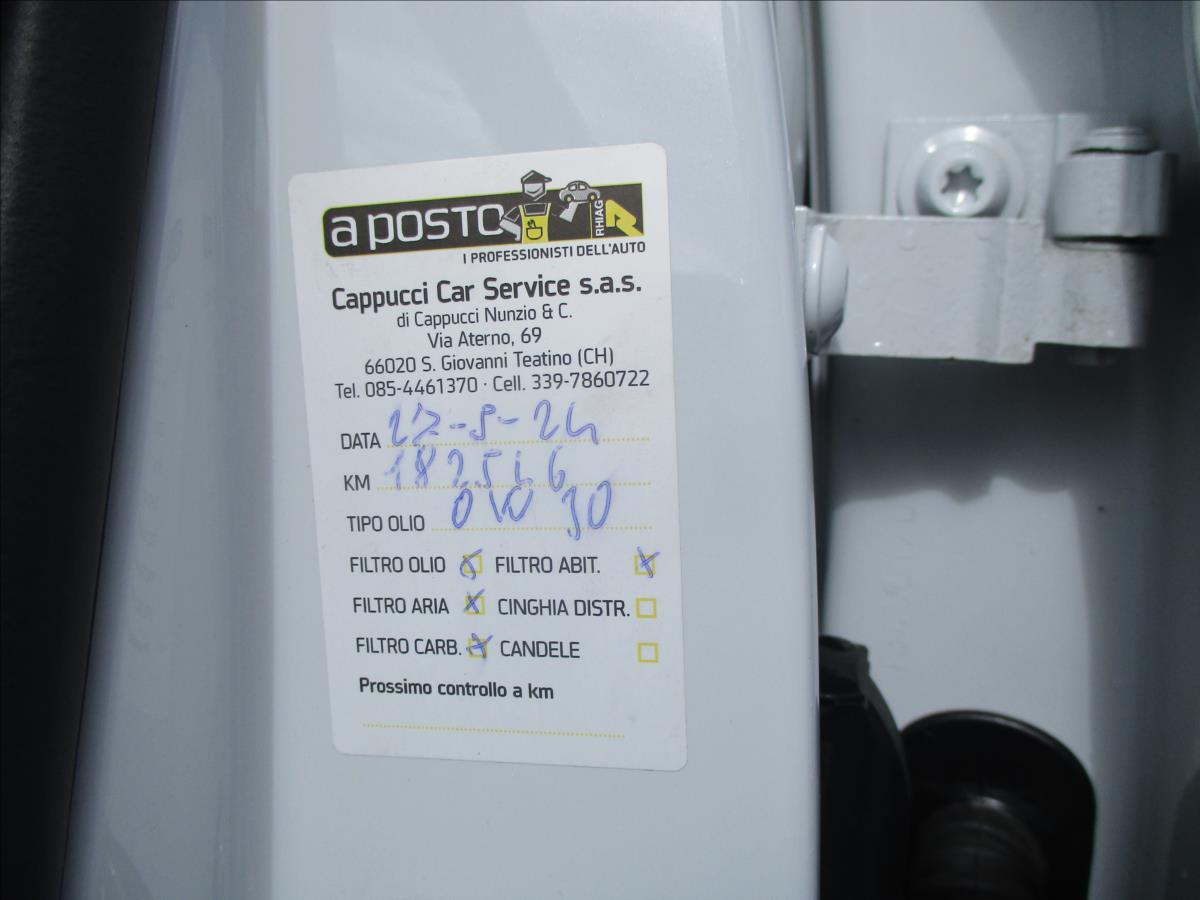 a posto RHIAG
I PROFESSIONISTI DELL'AUTO
Cappucci Car Service s.a.s.
di Cappucci Nunzio & C.
Via Aterno, 69
66020 S. Giovanni Teatino (CH)
Tel. 085-4461370 · Cell. 339-7860722
DATA 27-5-24
KM 182516
TIPO OLIO 0W30
FILTRO OLIO FILTRO ABIT.
FILTRO ARIA CINGHIA DISTR.
FILTRO CARB. CANDELE
Prossimo controllo a km